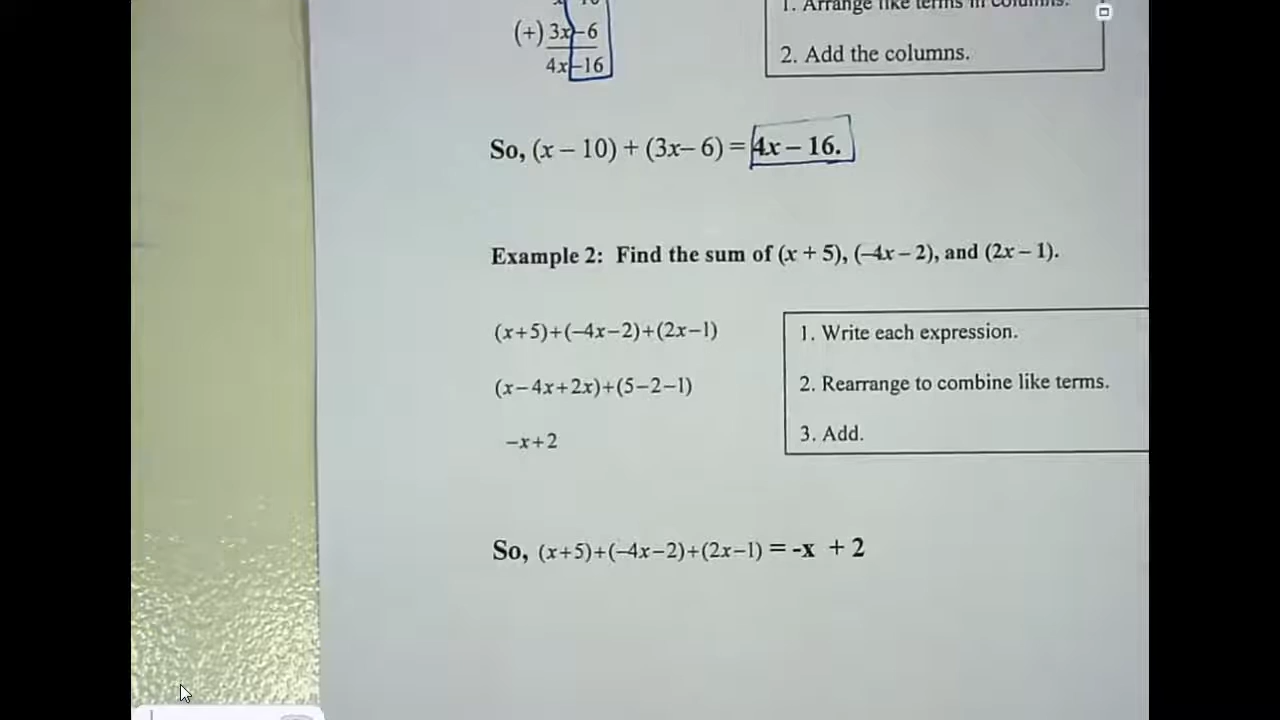 1. Arrange like terms in columns.
(+) 3x–6
2. Add the columns.
4x–16
So, (x – 10) + (3x– 6) = 4x – 16.
Example 2: Find the sum of (x + 5), (–4x – 2), and (2x – 1).
(x+5)+(–4x–2)+(2x–1)
1. Write each expression.
(x–4x+2x)+(5–2–1)
2. Rearrange to combine like terms.
–x+2
3. Add.
So, (x+5)+(–4x–2)+(2x–1) = -x + 2